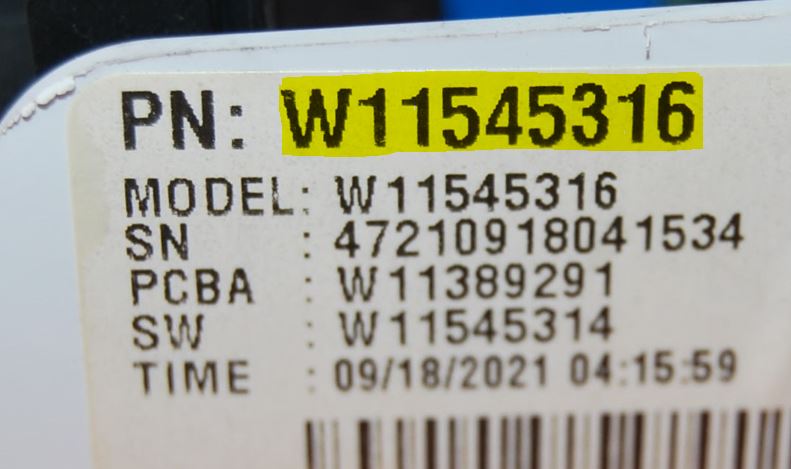 PN: W11545316
MODEL: W11545316
SN : 47210918041534
PCBA : W11389291
SW : W11545314
TIME : 09/18/2021 04:15:59